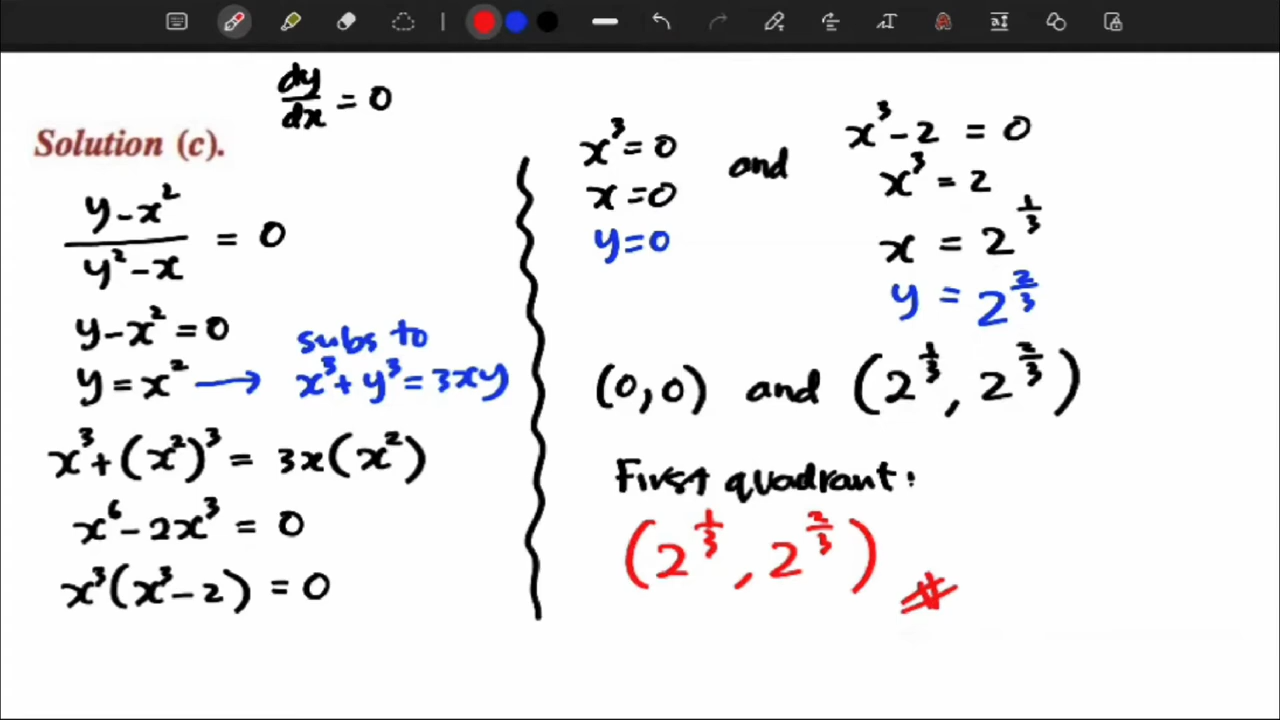 dy/dx = 0
Solution (c).
(y-x²)/(y²-x) = 0
y-x² = 0
y = x² → subs to
x³+y³ = 3xy
x³+(x²)³ = 3x(x²)
x⁶-2x³ = 0
x³(x³-2) = 0
x³=0 and x³-2 = 0
x=0 x³ = 2
y=0 x = 2^(1/3)
y = 2^(2/3)
(0,0) and (2^(1/3), 2^(2/3))
First quadrant:
(2^(1/3), 2^(2/3))